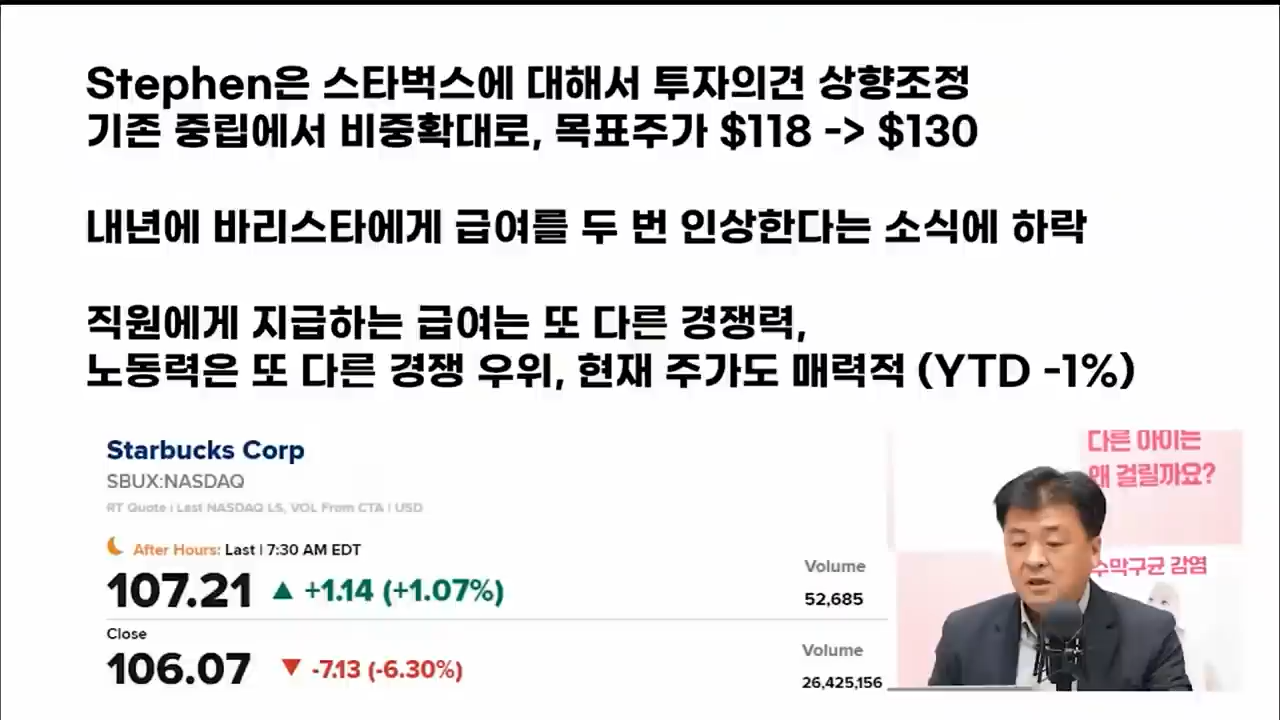 Stephen은 스타벅스에 대해서 투자의견 상향조정
기존 중립에서 비중확대로, 목표주가 $118 -> $130
내년에 바리스타에게 급여를 두 번 인상한다는 소식에 하락
직원에게 지급하는 급여는 또 다른 경쟁력,
노동력은 또 다른 경쟁 우위, 현재 주가도 매력적 (YTD -1%)
Starbucks Corp
SBUX:NASDAQ
RT Quote | Last NASDAQ LS, VOL From CTA | USD
After Hours: Last | 7:30 AM EDT
107.21 ▲ +1.14 (+1.07%)
Volume
52,685
Close
106.07 ▼ -7.13 (-6.30%)
Volume
26,425,156
다른 아이는
왜 걸릴까요?
수막구균 감염